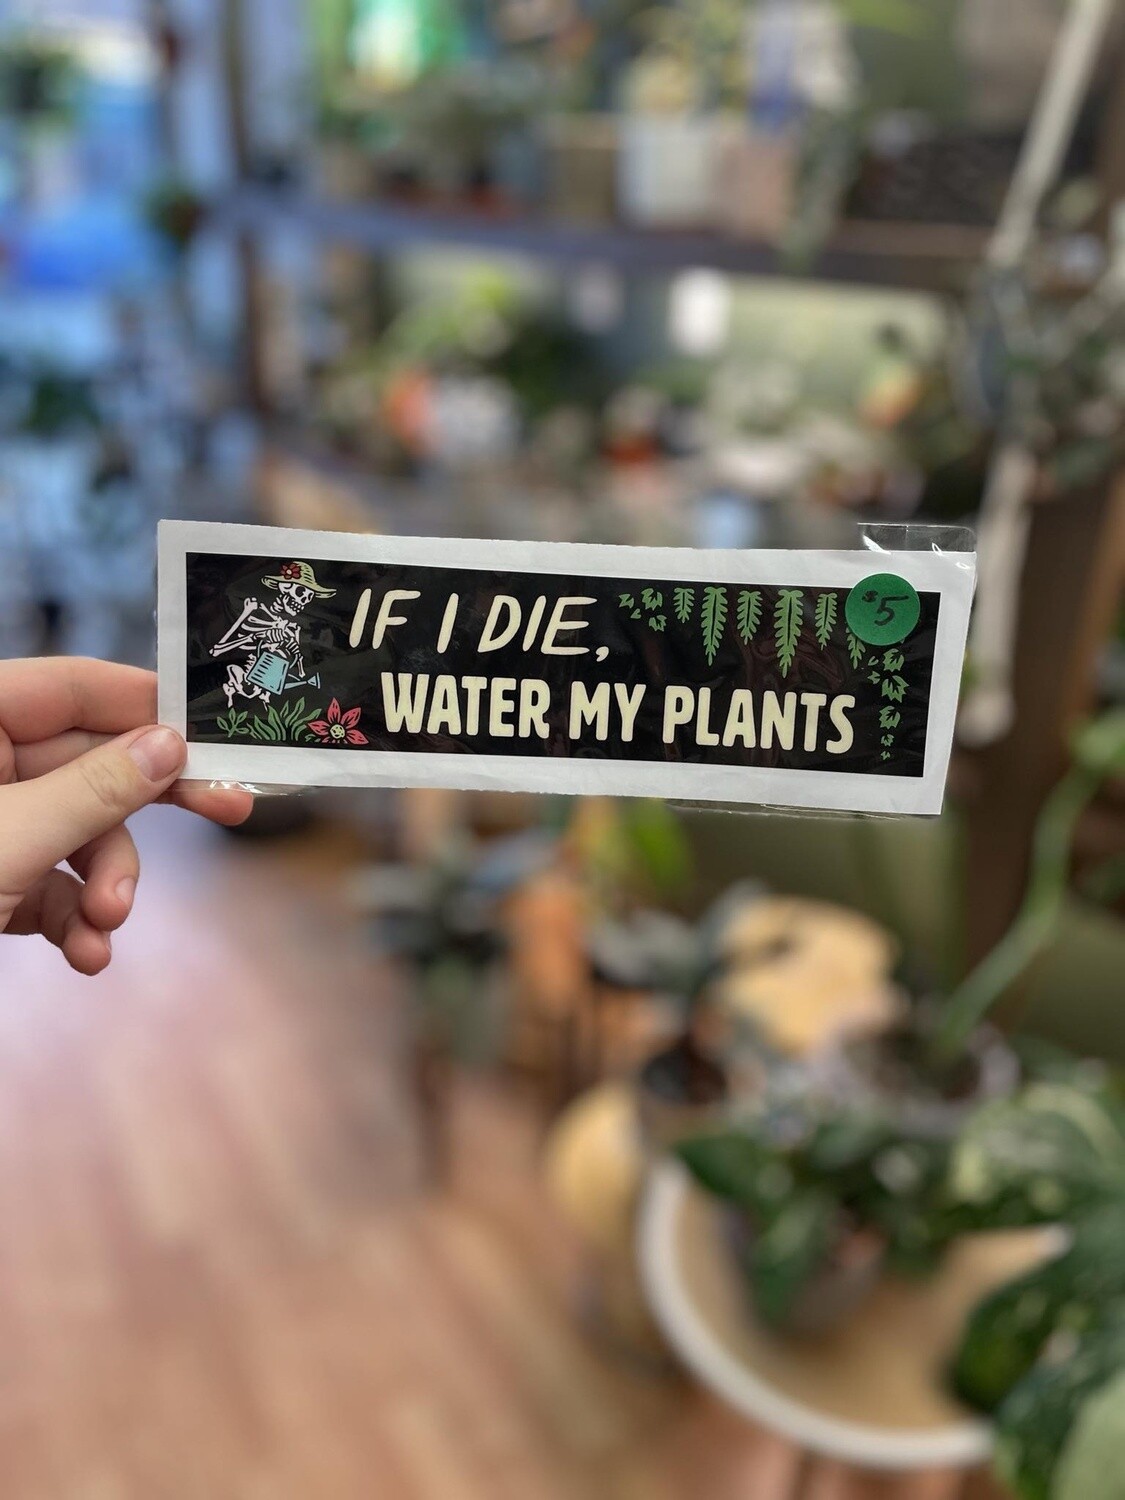 IF I DIE,
WATER MY PLANTS
$5